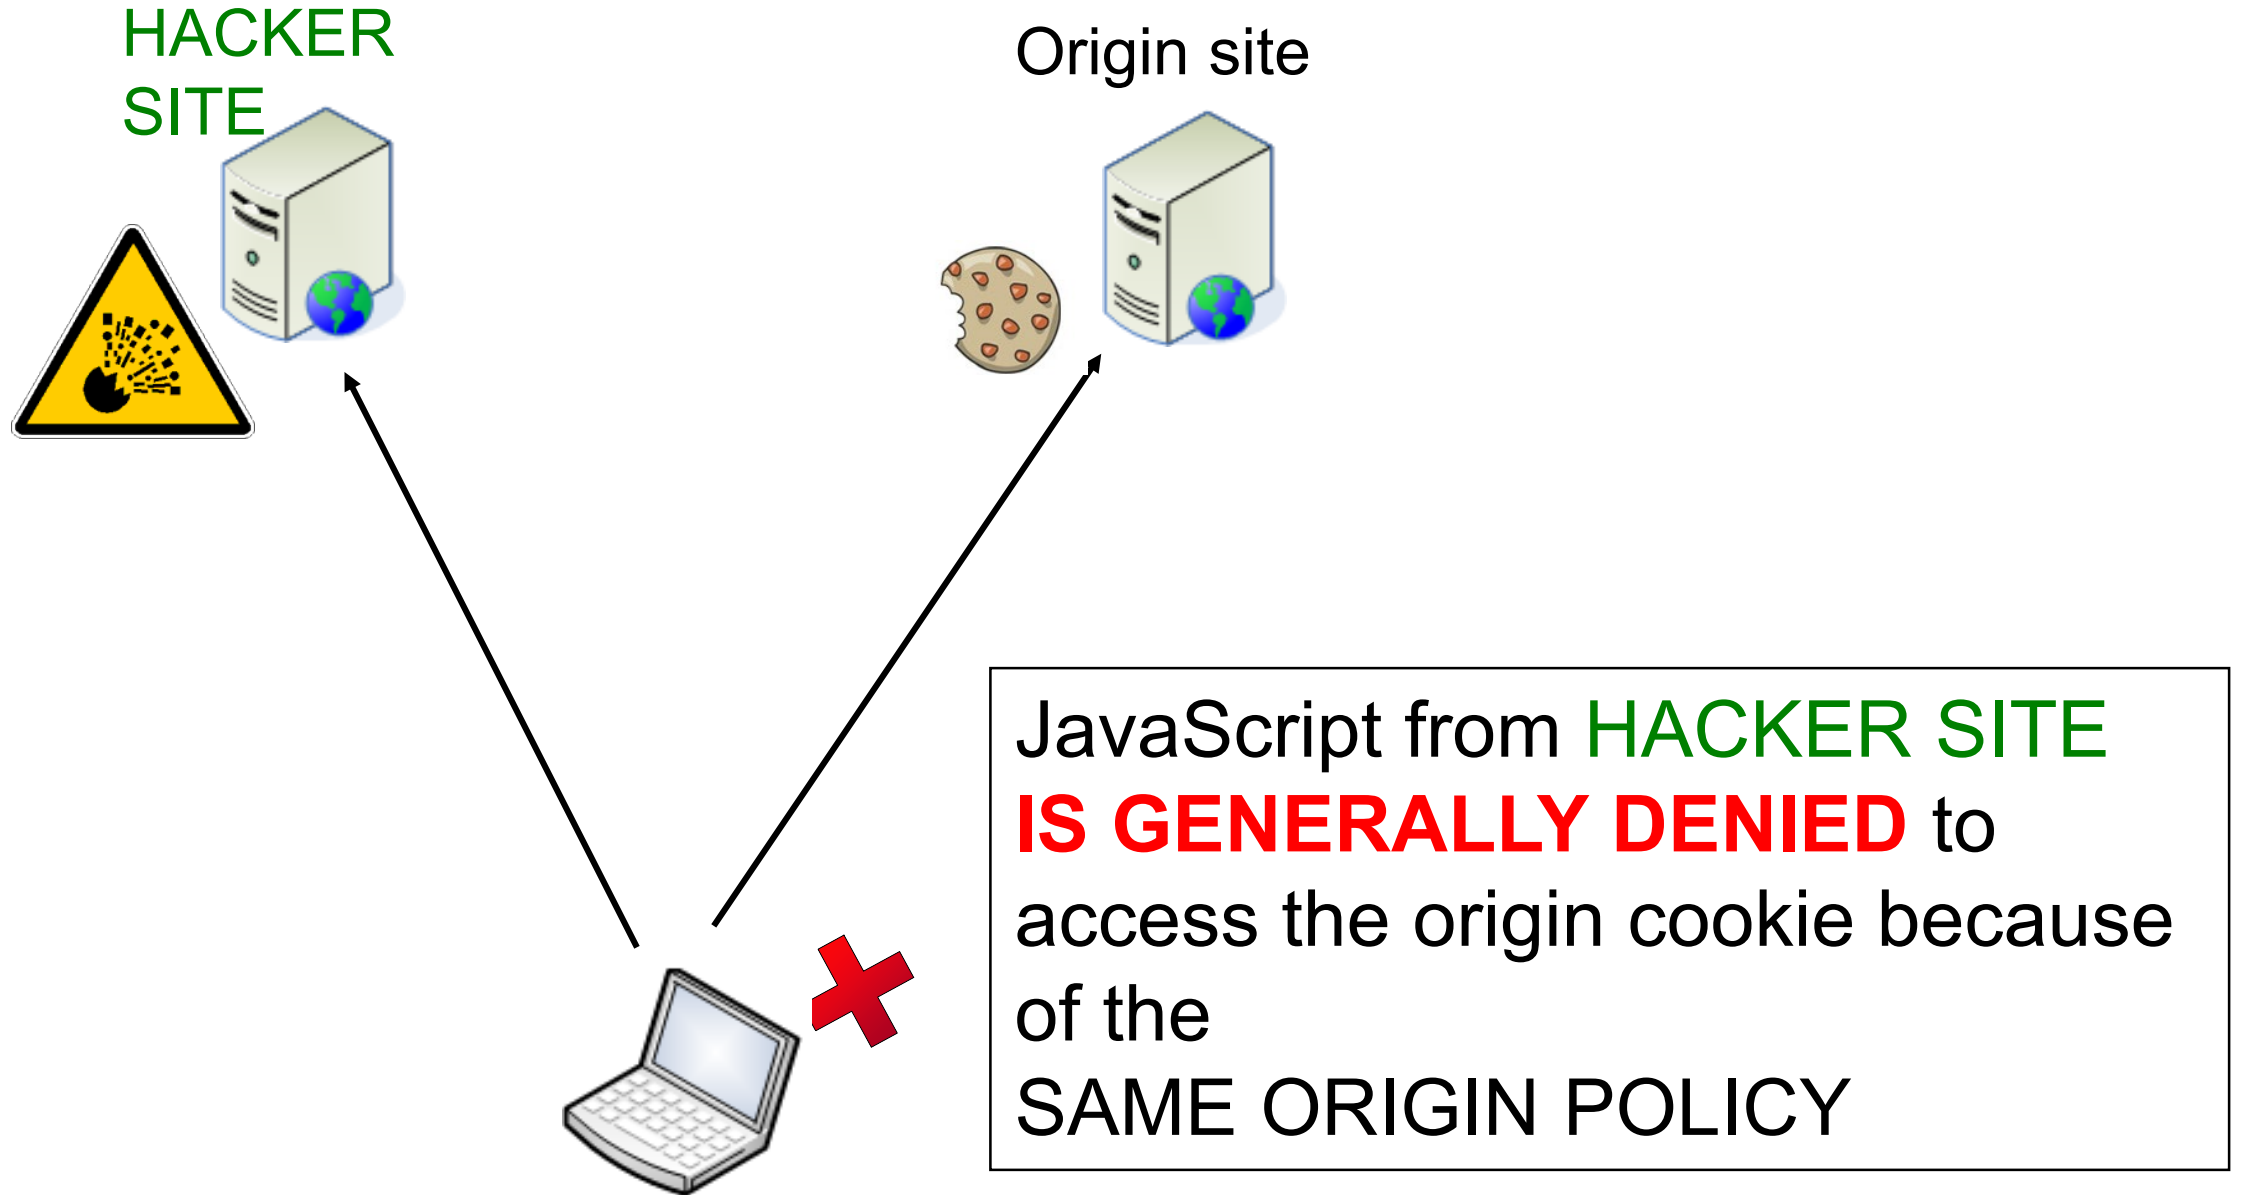 HACKER
SITE
Origin site
JavaScript from HACKER SITE
IS GENERALLY DENIED to
access the origin cookie because
of the
SAME ORIGIN POLICY